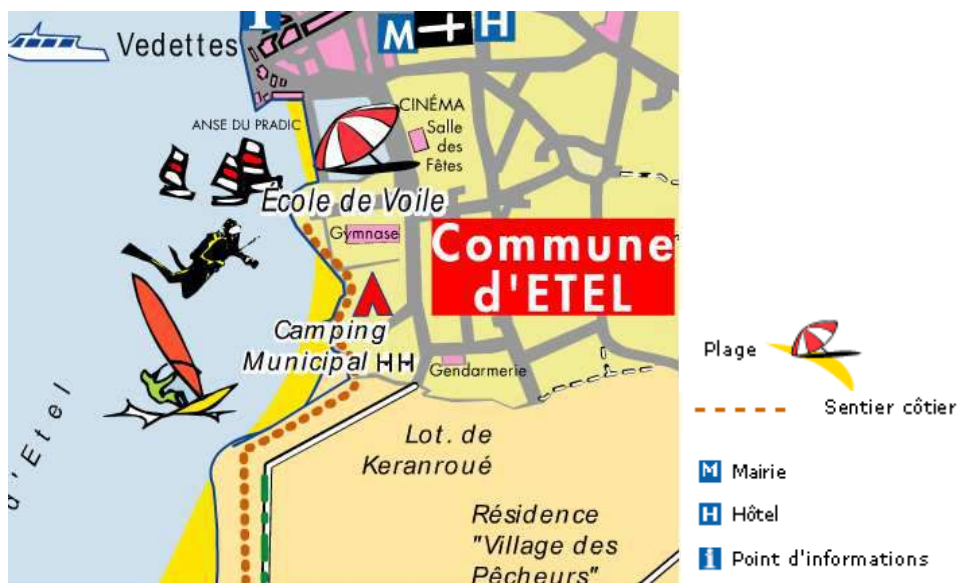 i
M
H
Vedettes
CINÉMA
ANSE DU PRADIC
Salle
des
Fêtes
École de Voile
Gymnase
Commune
d'ETEL
Camping
Municipal HH
Gendarmerie
d'Etel
Lot. de
Keranroué
Résidence
"Village des
Pêcheurs"
Plage
Sentier côtier
M Mairie
H Hôtel
i Point d'informations